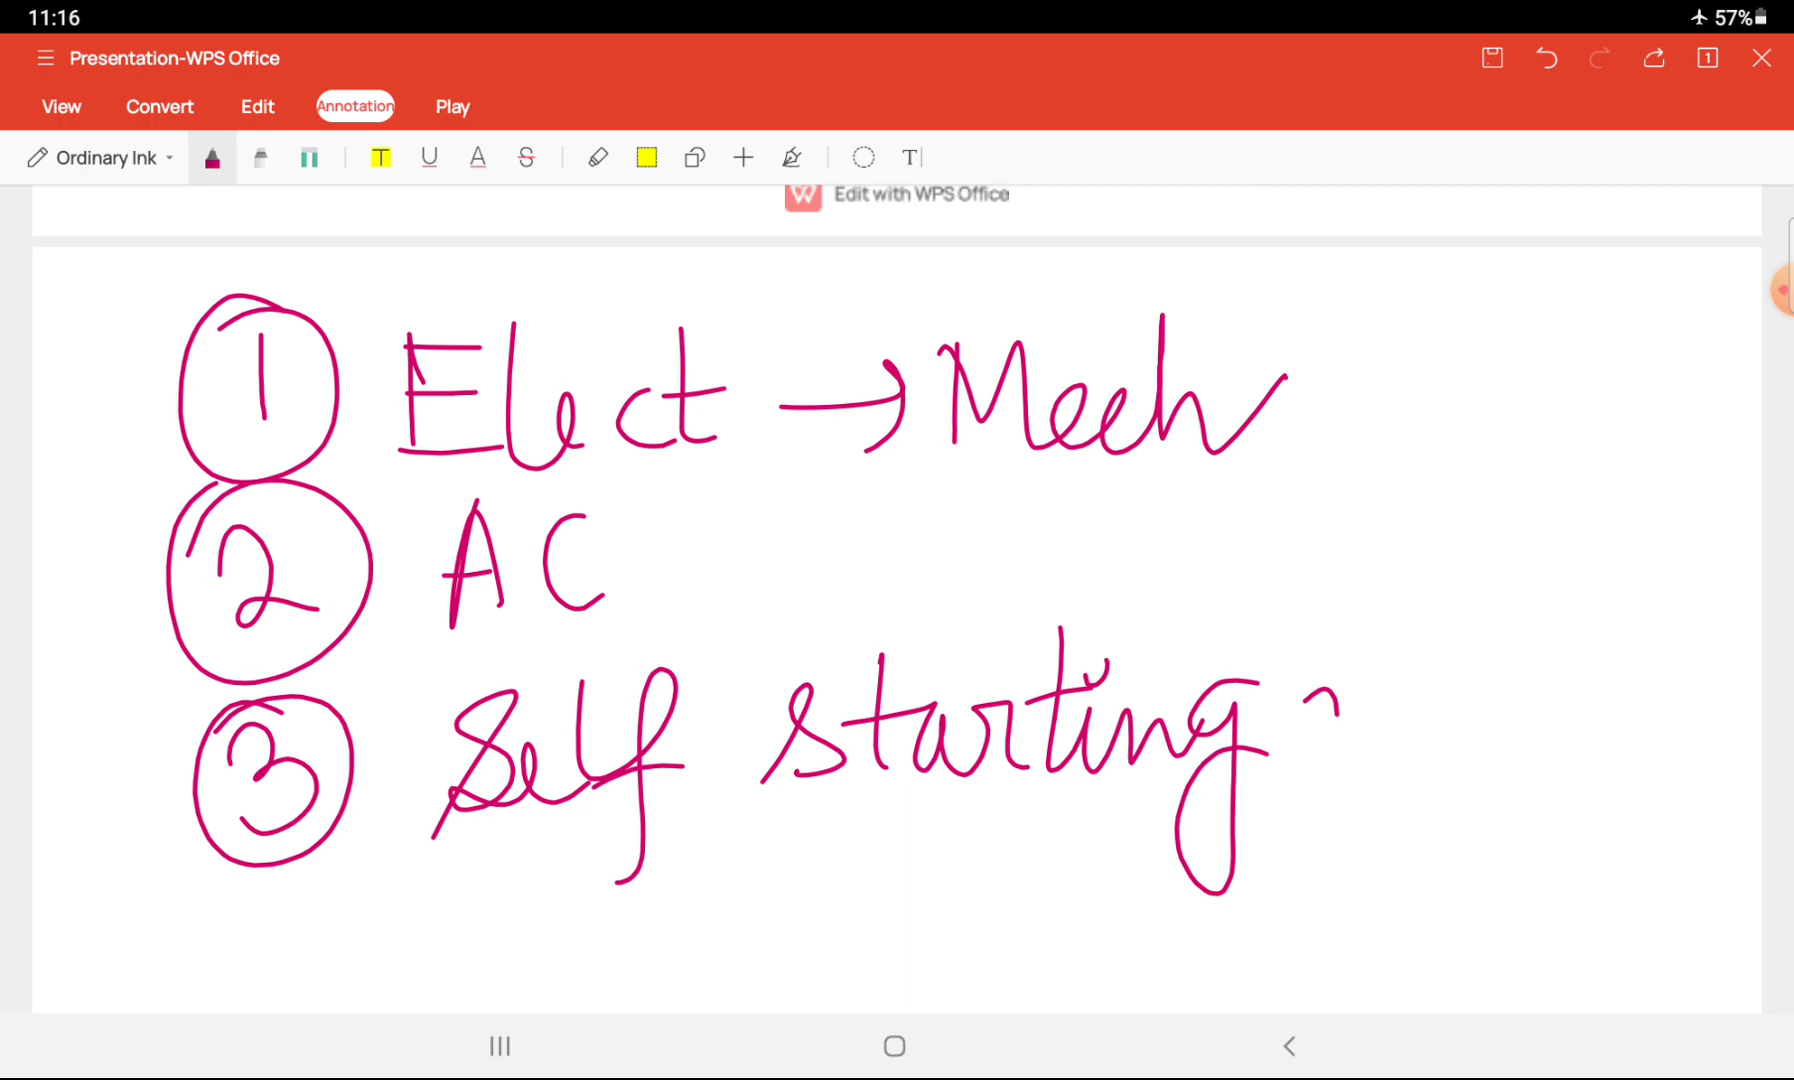 11:16
57%
Presentation-WPS Office
1
View Convert Edit Annotation Play
Ordinary Ink T U A S T
Edit with WPS Office
1 Elect → Mech
2 AC
3 Self starting